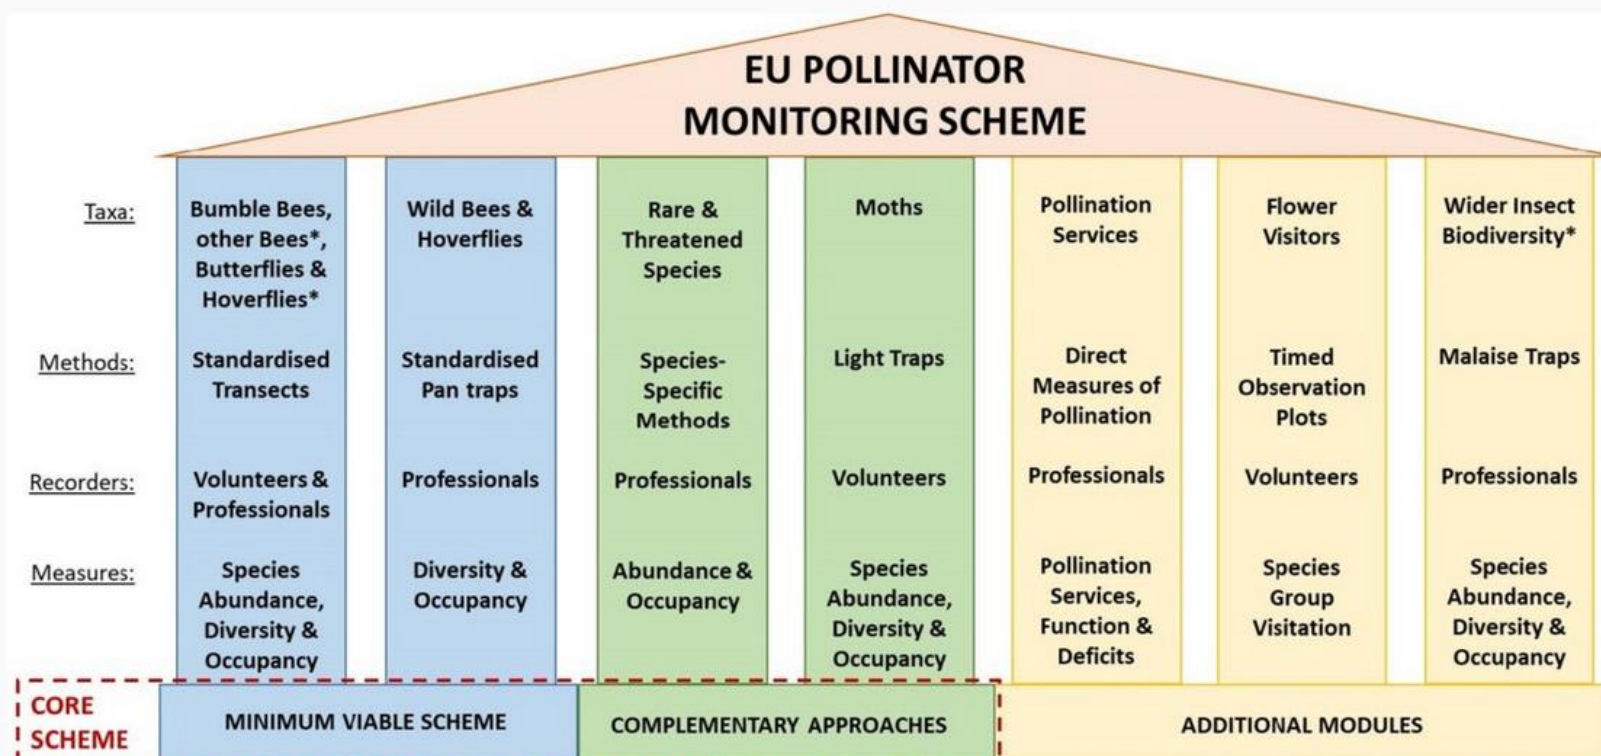 EU POLLINATOR
MONITORING SCHEME
Taxa:
Bumble Bees,
other Bees*,
Butterflies &
Hoverflies*
Wild Bees &
Hoverflies
Rare &
Threatened
Species
Moths
Pollination
Services
Flower
Visitors
Wider Insect
Biodiversity*
Methods:
Standardised
Transects
Standardised
Pan traps
Species-
Specific
Methods
Light Traps
Direct
Measures of
Pollination
Timed
Observation
Plots
Malaise Traps
Recorders:
Volunteers &
Professionals
Professionals
Professionals
Volunteers
Professionals
Volunteers
Professionals
Measures:
Species
Abundance,
Diversity &
Occupancy
Diversity &
Occupancy
Abundance &
Occupancy
Species
Abundance,
Diversity &
Occupancy
Pollination
Services,
Function &
Deficits
Species
Group
Visitation
Species
Abundance,
Diversity &
Occupancy
CORE
SCHEME
MINIMUM VIABLE SCHEME
COMPLEMENTARY APPROACHES
ADDITIONAL MODULES